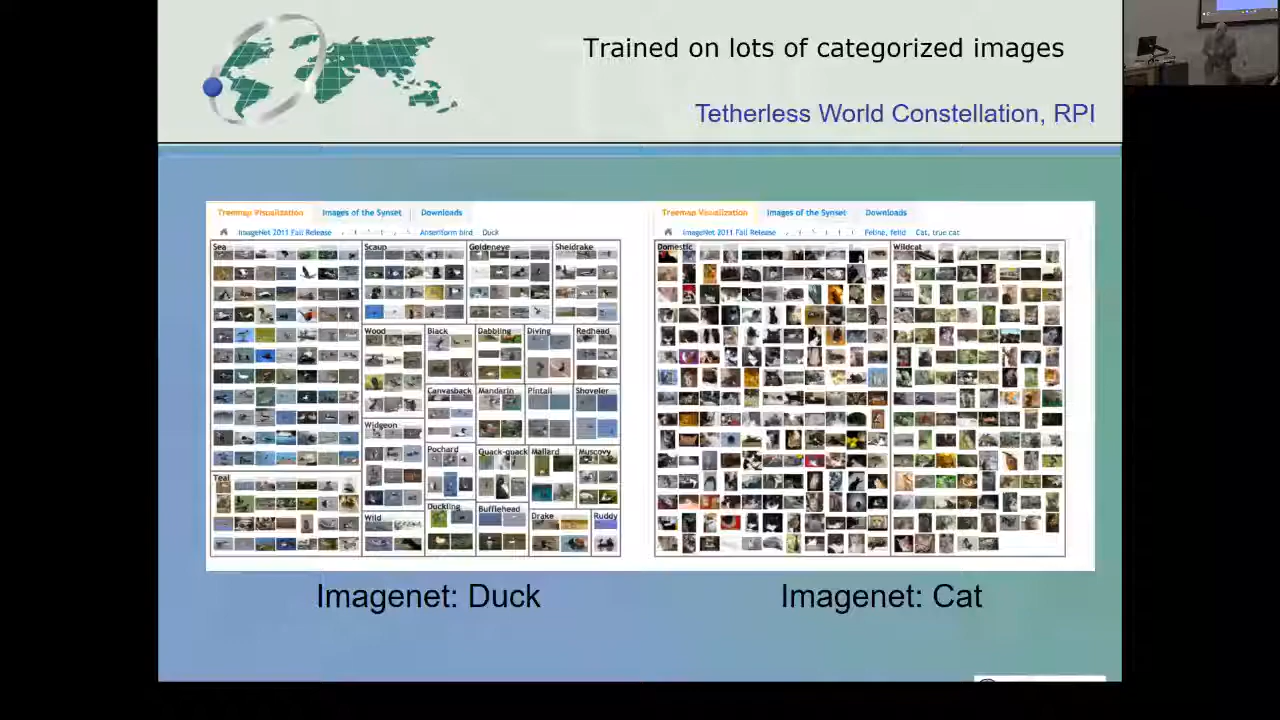 Trained on lots of categorized images
Tetherless World Constellation, RPI
Treemap Visualization Images of the Synset Downloads
ImageNet 2011 Fall Release Anseriform bird Duck
Sea Scaup Goldeneye Sheldrake
Wood Black Dabbling Diving Redhead
Canvasback Mandarin Pintail Shoveler
Widgeon
Pochard Quack-quack Mallard Muscovy
Teal
Duckling Bufflehead Drake Ruddy
Wild
Treemap Visualization Images of the Synset Downloads
ImageNet 2011 Fall Release Feline, felid Cat, true cat
Domestic Wildcat
Imagenet: Duck
Imagenet: Cat